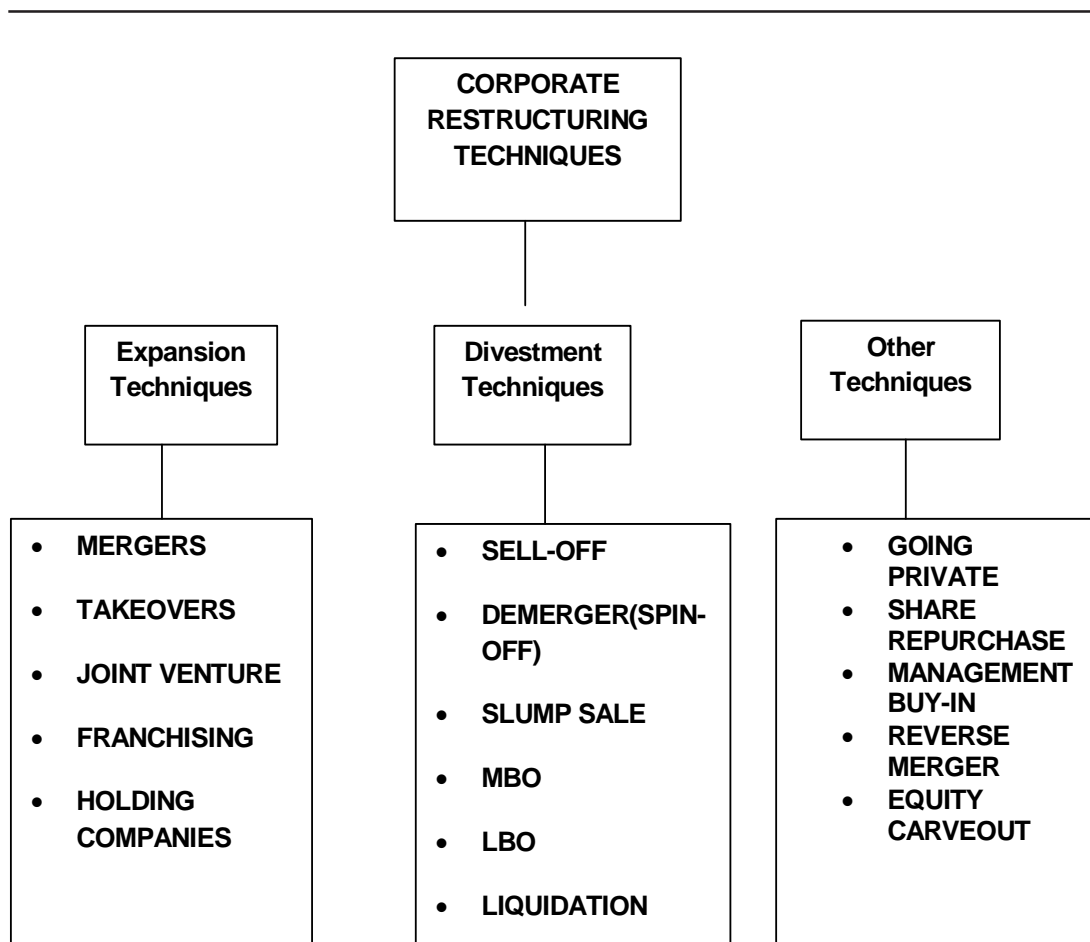 CORPORATE
RESTRUCTURING
TECHNIQUES
Expansion
Techniques
Divestment
Techniques
Other
Techniques
• MERGERS
• TAKEOVERS
• JOINT VENTURE
• FRANCHISING
• HOLDING
COMPANIES
• SELL-OFF
• DEMERGER(SPIN-
OFF)
• SLUMP SALE
• MBO
• LBO
• LIQUIDATION
• GOING
PRIVATE
• SHARE
REPURCHASE
• MANAGEMENT
BUY-IN
• REVERSE
MERGER
• EQUITY
CARVEOUT